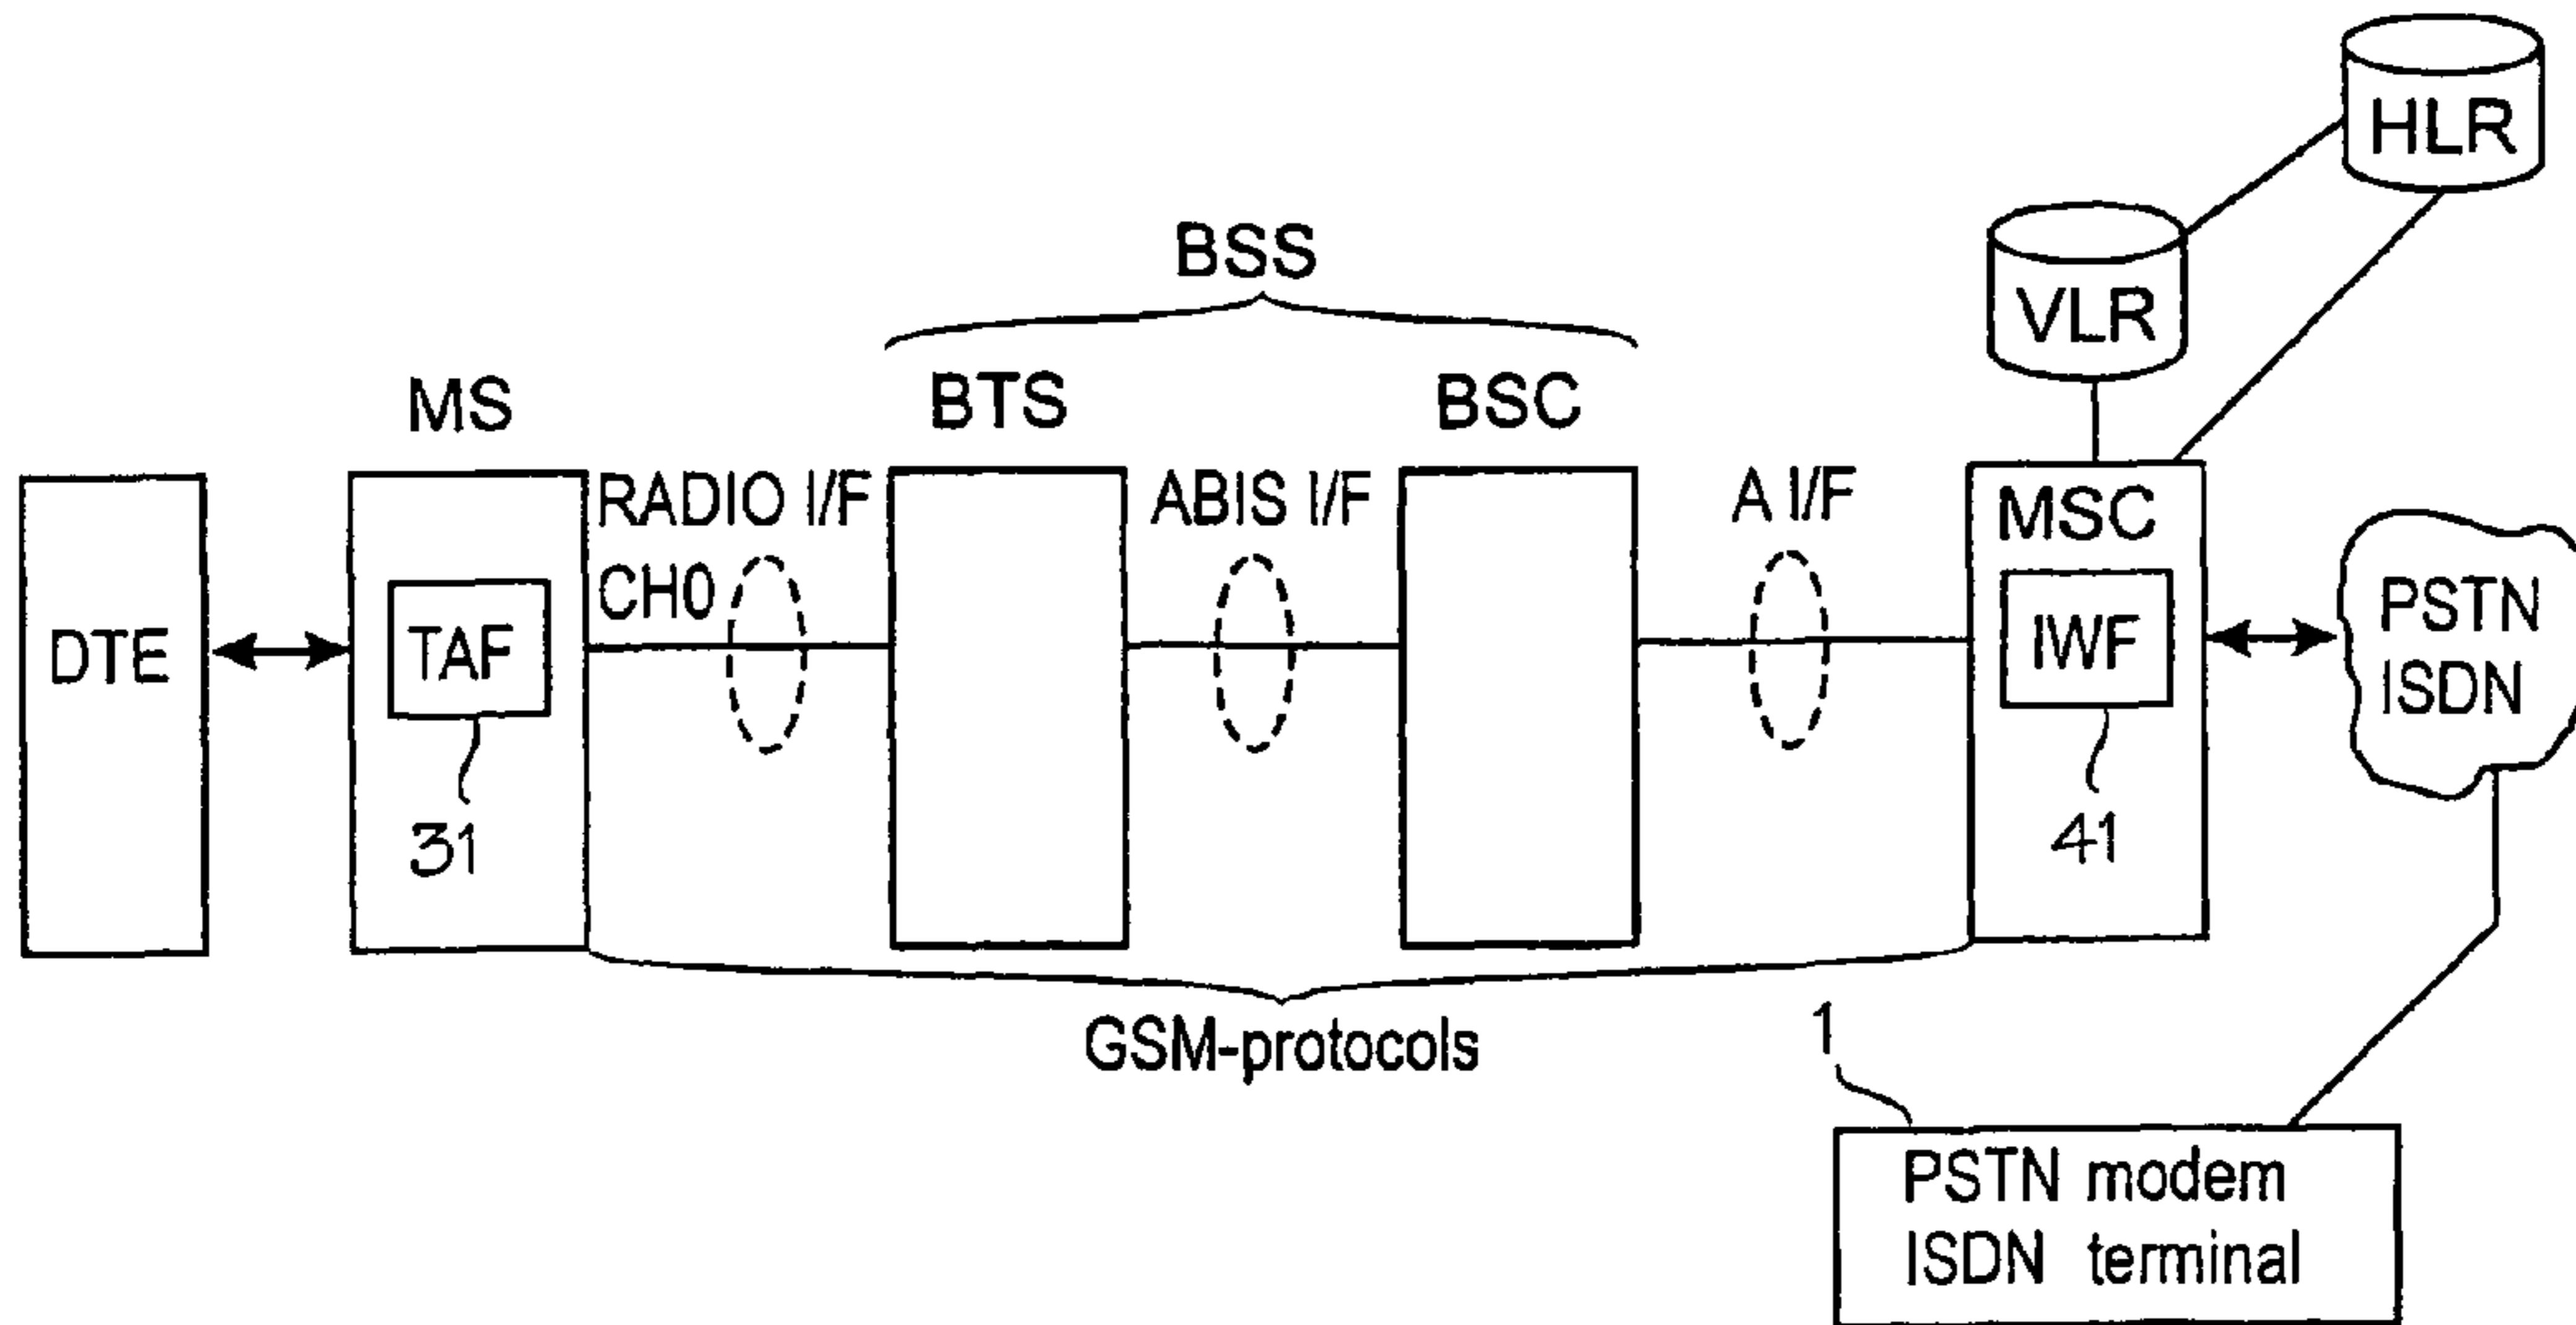 HLR
VLR
BSS
MS
BTS
BSC
RADIO I/F
CH0
ABIS I/F
A I/F
MSC
DTE
TAF
IWF
PSTN
ISDN
31
41
GSM-protocols
1
PSTN modem
ISDN terminal